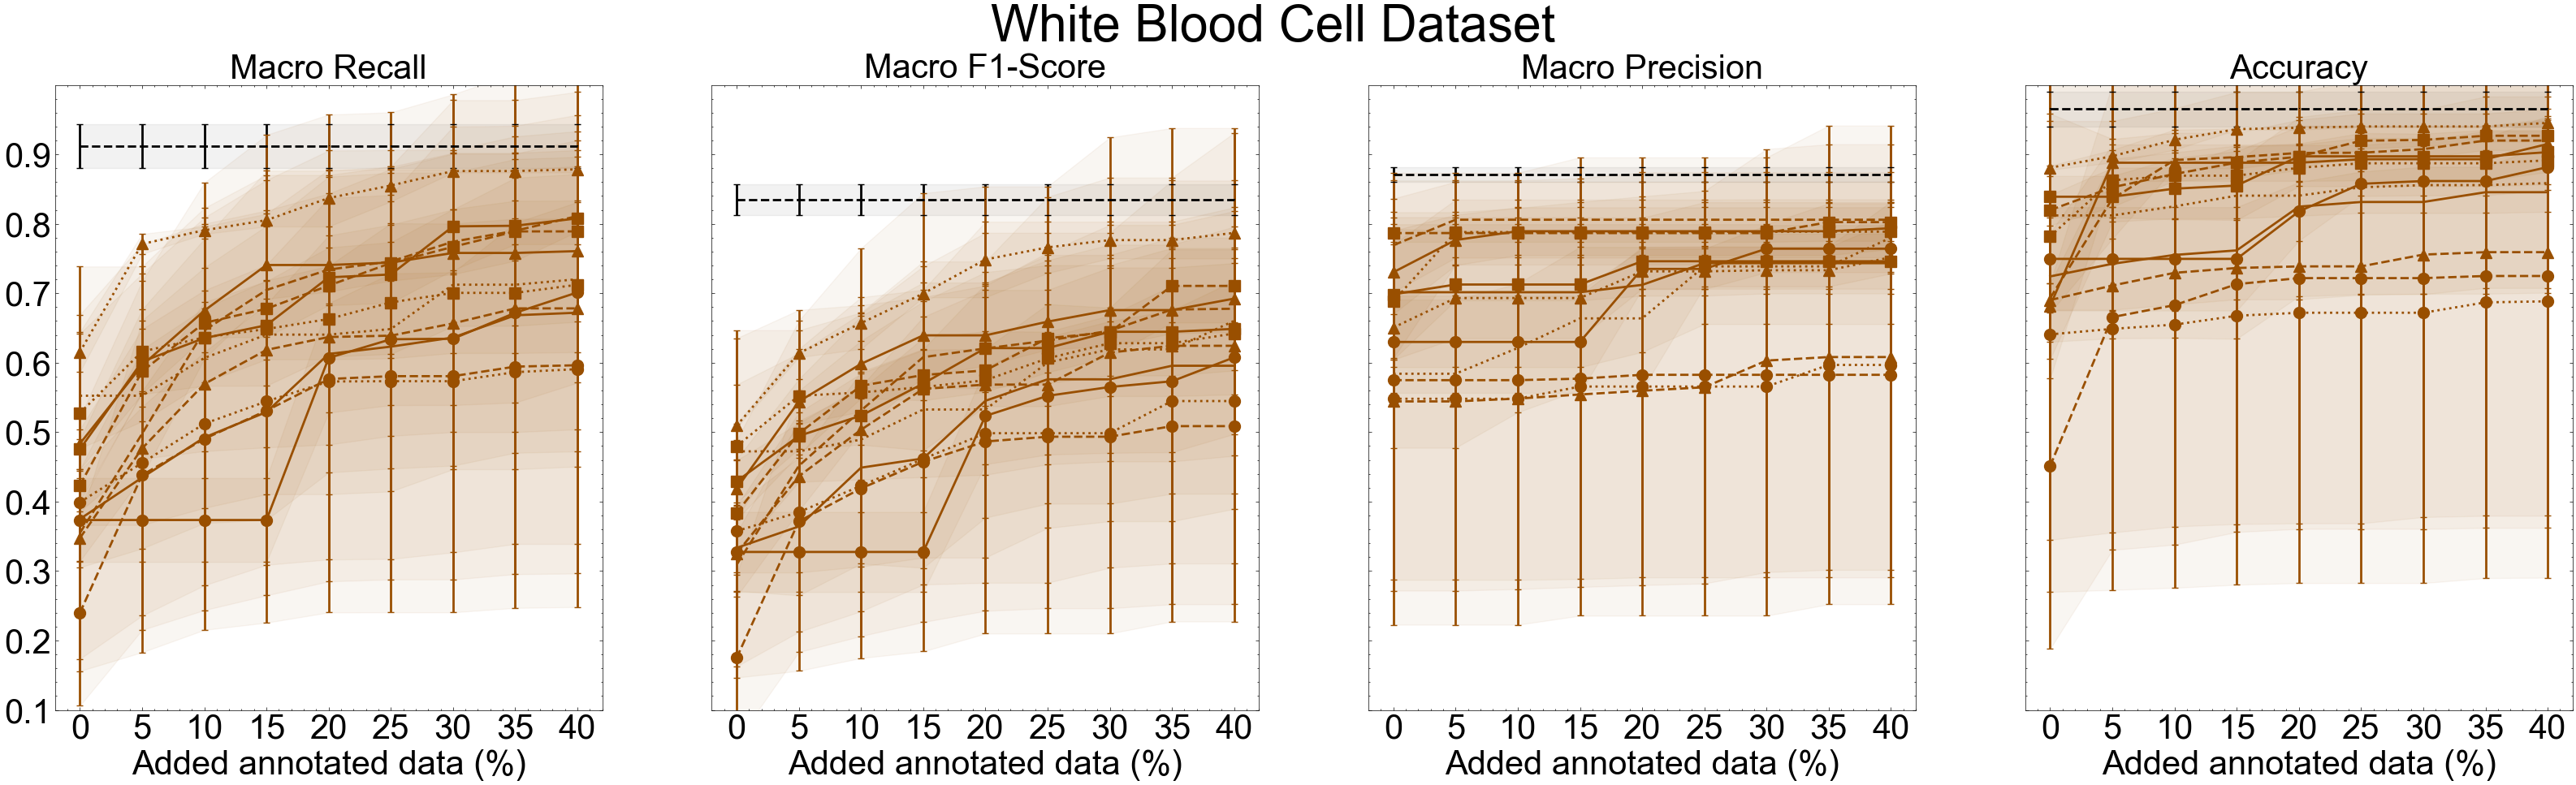 White Blood Cell Dataset
Macro Recall
Macro F1-Score
Macro Precision
Accuracy
0.9
0.8
0.7
0.6
0.5
0.4
0.3
0.2
0.1
0 5 10 15 20 25 30 35 40
0 5 10 15 20 25 30 35 40
0 5 10 15 20 25 30 35 40
0 5 10 15 20 25 30 35 40
Added annotated data (%)
Added annotated data (%)
Added annotated data (%)
Added annotated data (%)